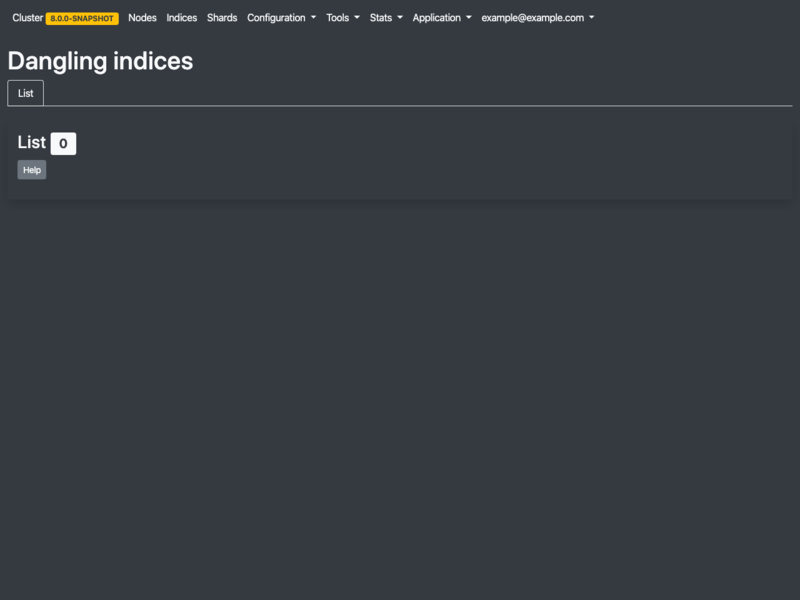 Cluster 8.0.0-SNAPSHOT Nodes Indices Shards Configuration Tools Stats Application example@example.com
Dangling indices
List
List 0
Help